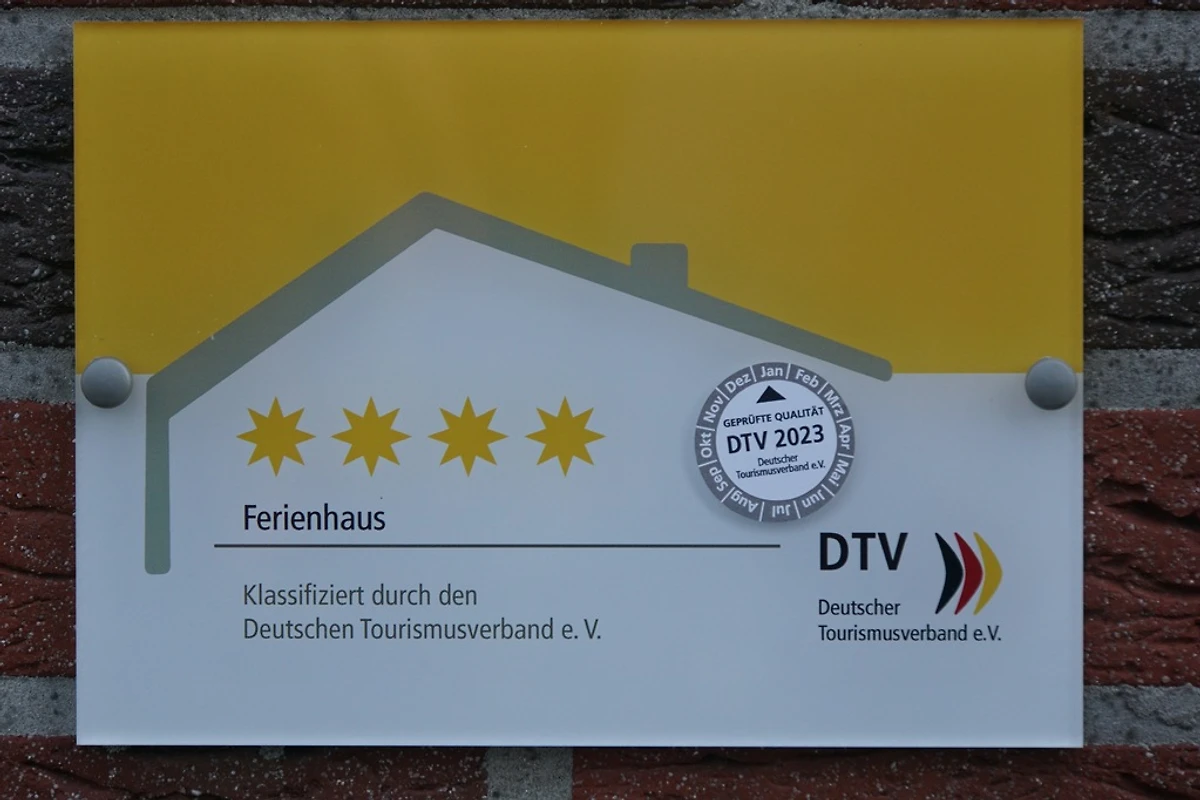 Jan Feb Mrz Apr Mai Jun Jul Aug Sep Okt Nov Dez
GEPRÜFTE QUALITÄT
DTV 2023
Deutscher
Tourismusverband e.V.
Ferienhaus
Klassifiziert durch den
Deutschen Tourismusverband e. V.
DTV
Deutscher
Tourismusverband e.V.